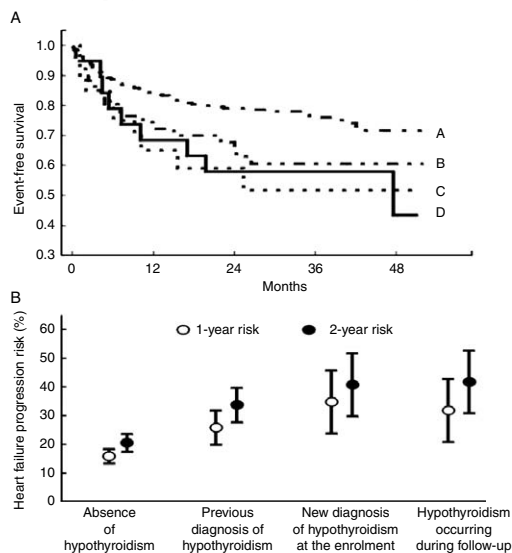 A
1.0
0.9
0.8
0.7
0.6
0.5
0.4
0.3
Event-free survival
A
B
C
D
0 12 24 36 48
Months
B
Heart failure progression risk (%)
1-year risk 2-year risk
60
50
40
30
20
10
0
Absence
of
hypothyroidism
Previous
diagnosis of
hypothyroidism
New diagnosis
of hypothyroidism
at the enrolment
Hypothyroidism
occurring
during follow-up